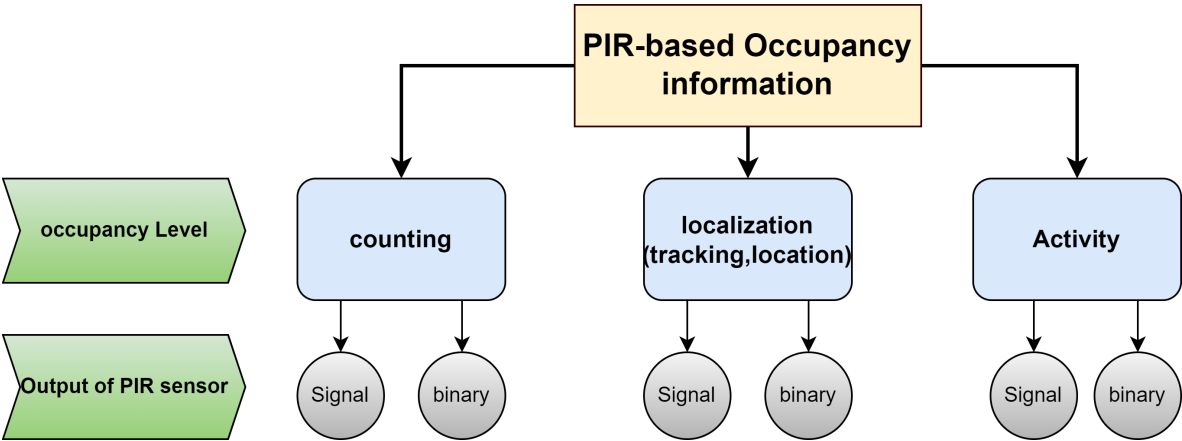 PIR-based Occupancy
information
occupancy Level
counting
localization
(tracking,location)
Activity
Output of PIR sensor
Signal
binary
Signal
binary
Signal
binary